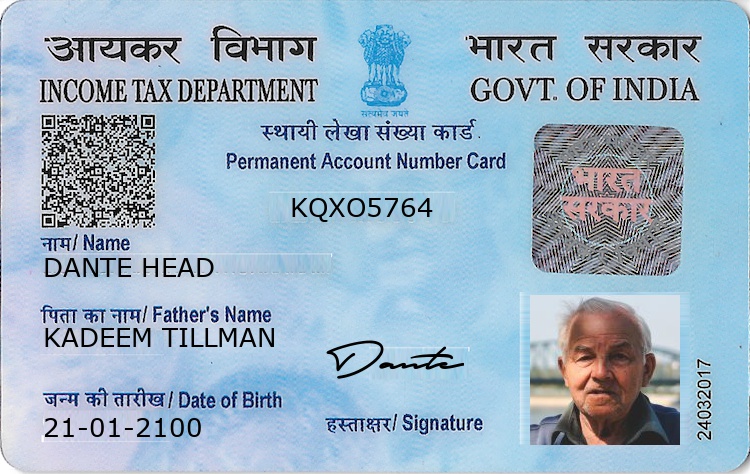 आयकर विभाग
भारत सरकार
INCOME TAX DEPARTMENT
GOVT. OF INDIA
सत्यमेव जयते
स्थायी लेखा संख्या कार्ड
Permanent Account Number Card
भारत
सरकार
KQXO5764
नाम/ Name
DANTE HEAD
पिता का नाम/ Father's Name
KADEEM TILLMAN
Dante
जन्म की तारीख / Date of Birth
21-01-2100
हस्ताक्षर/ Signature
24032017